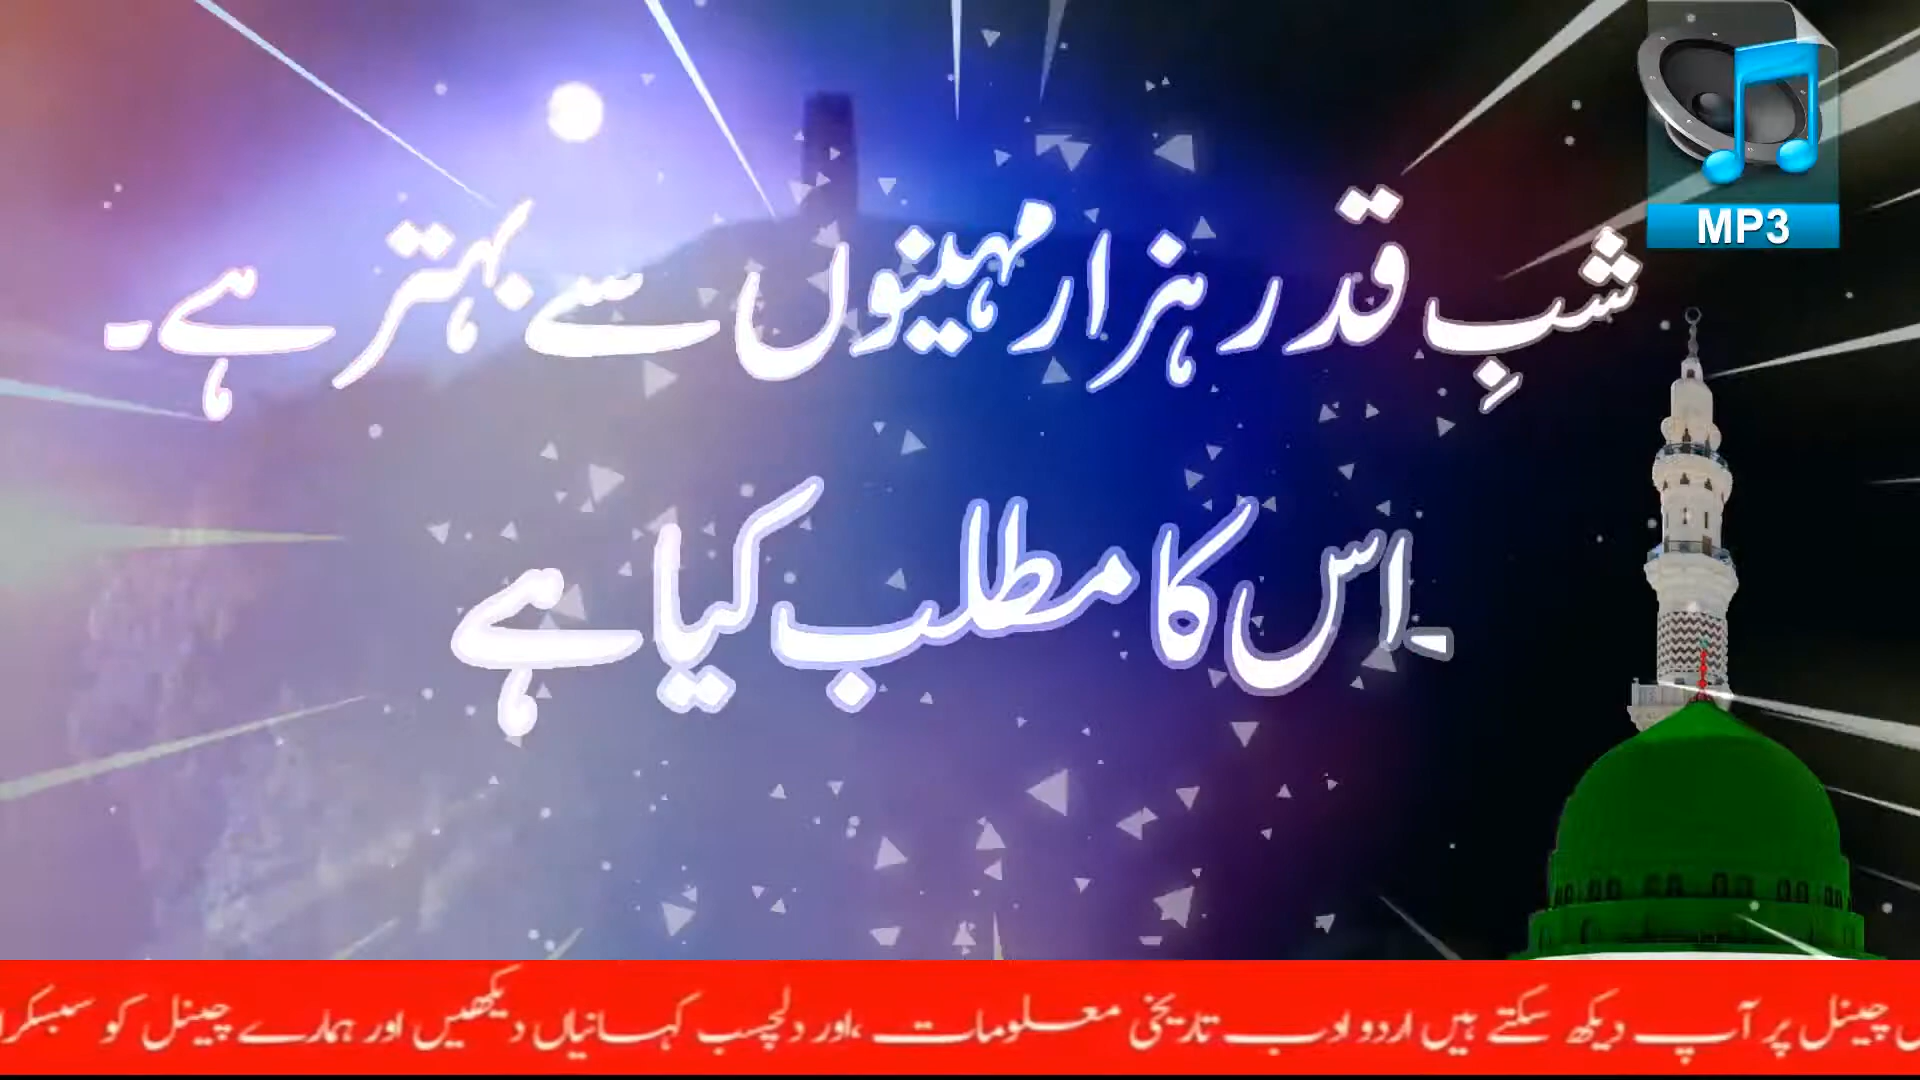 MP3
شبِ قدر ہزار مہینوں سے بہتر ہے۔
۔اس کا مطلب کیا ہے
چینل پر آپ دیکھ سکتے ہیں اردو ادب تاریخی معلومات ،اور دلچسپ کہانیاں دیکھیں اور ہمارے چینل کو